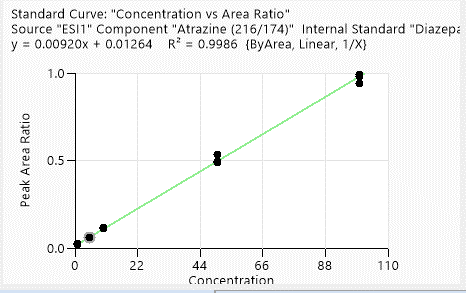 Standard Curve: "Concentration vs Area Ratio"
Source "ESI1" Component "Atrazine (216/174)" Internal Standard "Diazepa
y = 0.00920x + 0.01264 R² = 0.9986 {ByArea, Linear, 1/X}
1.0
0.5
0.0
Peak Area Ratio
0 22 44 66 88 110
Concentration